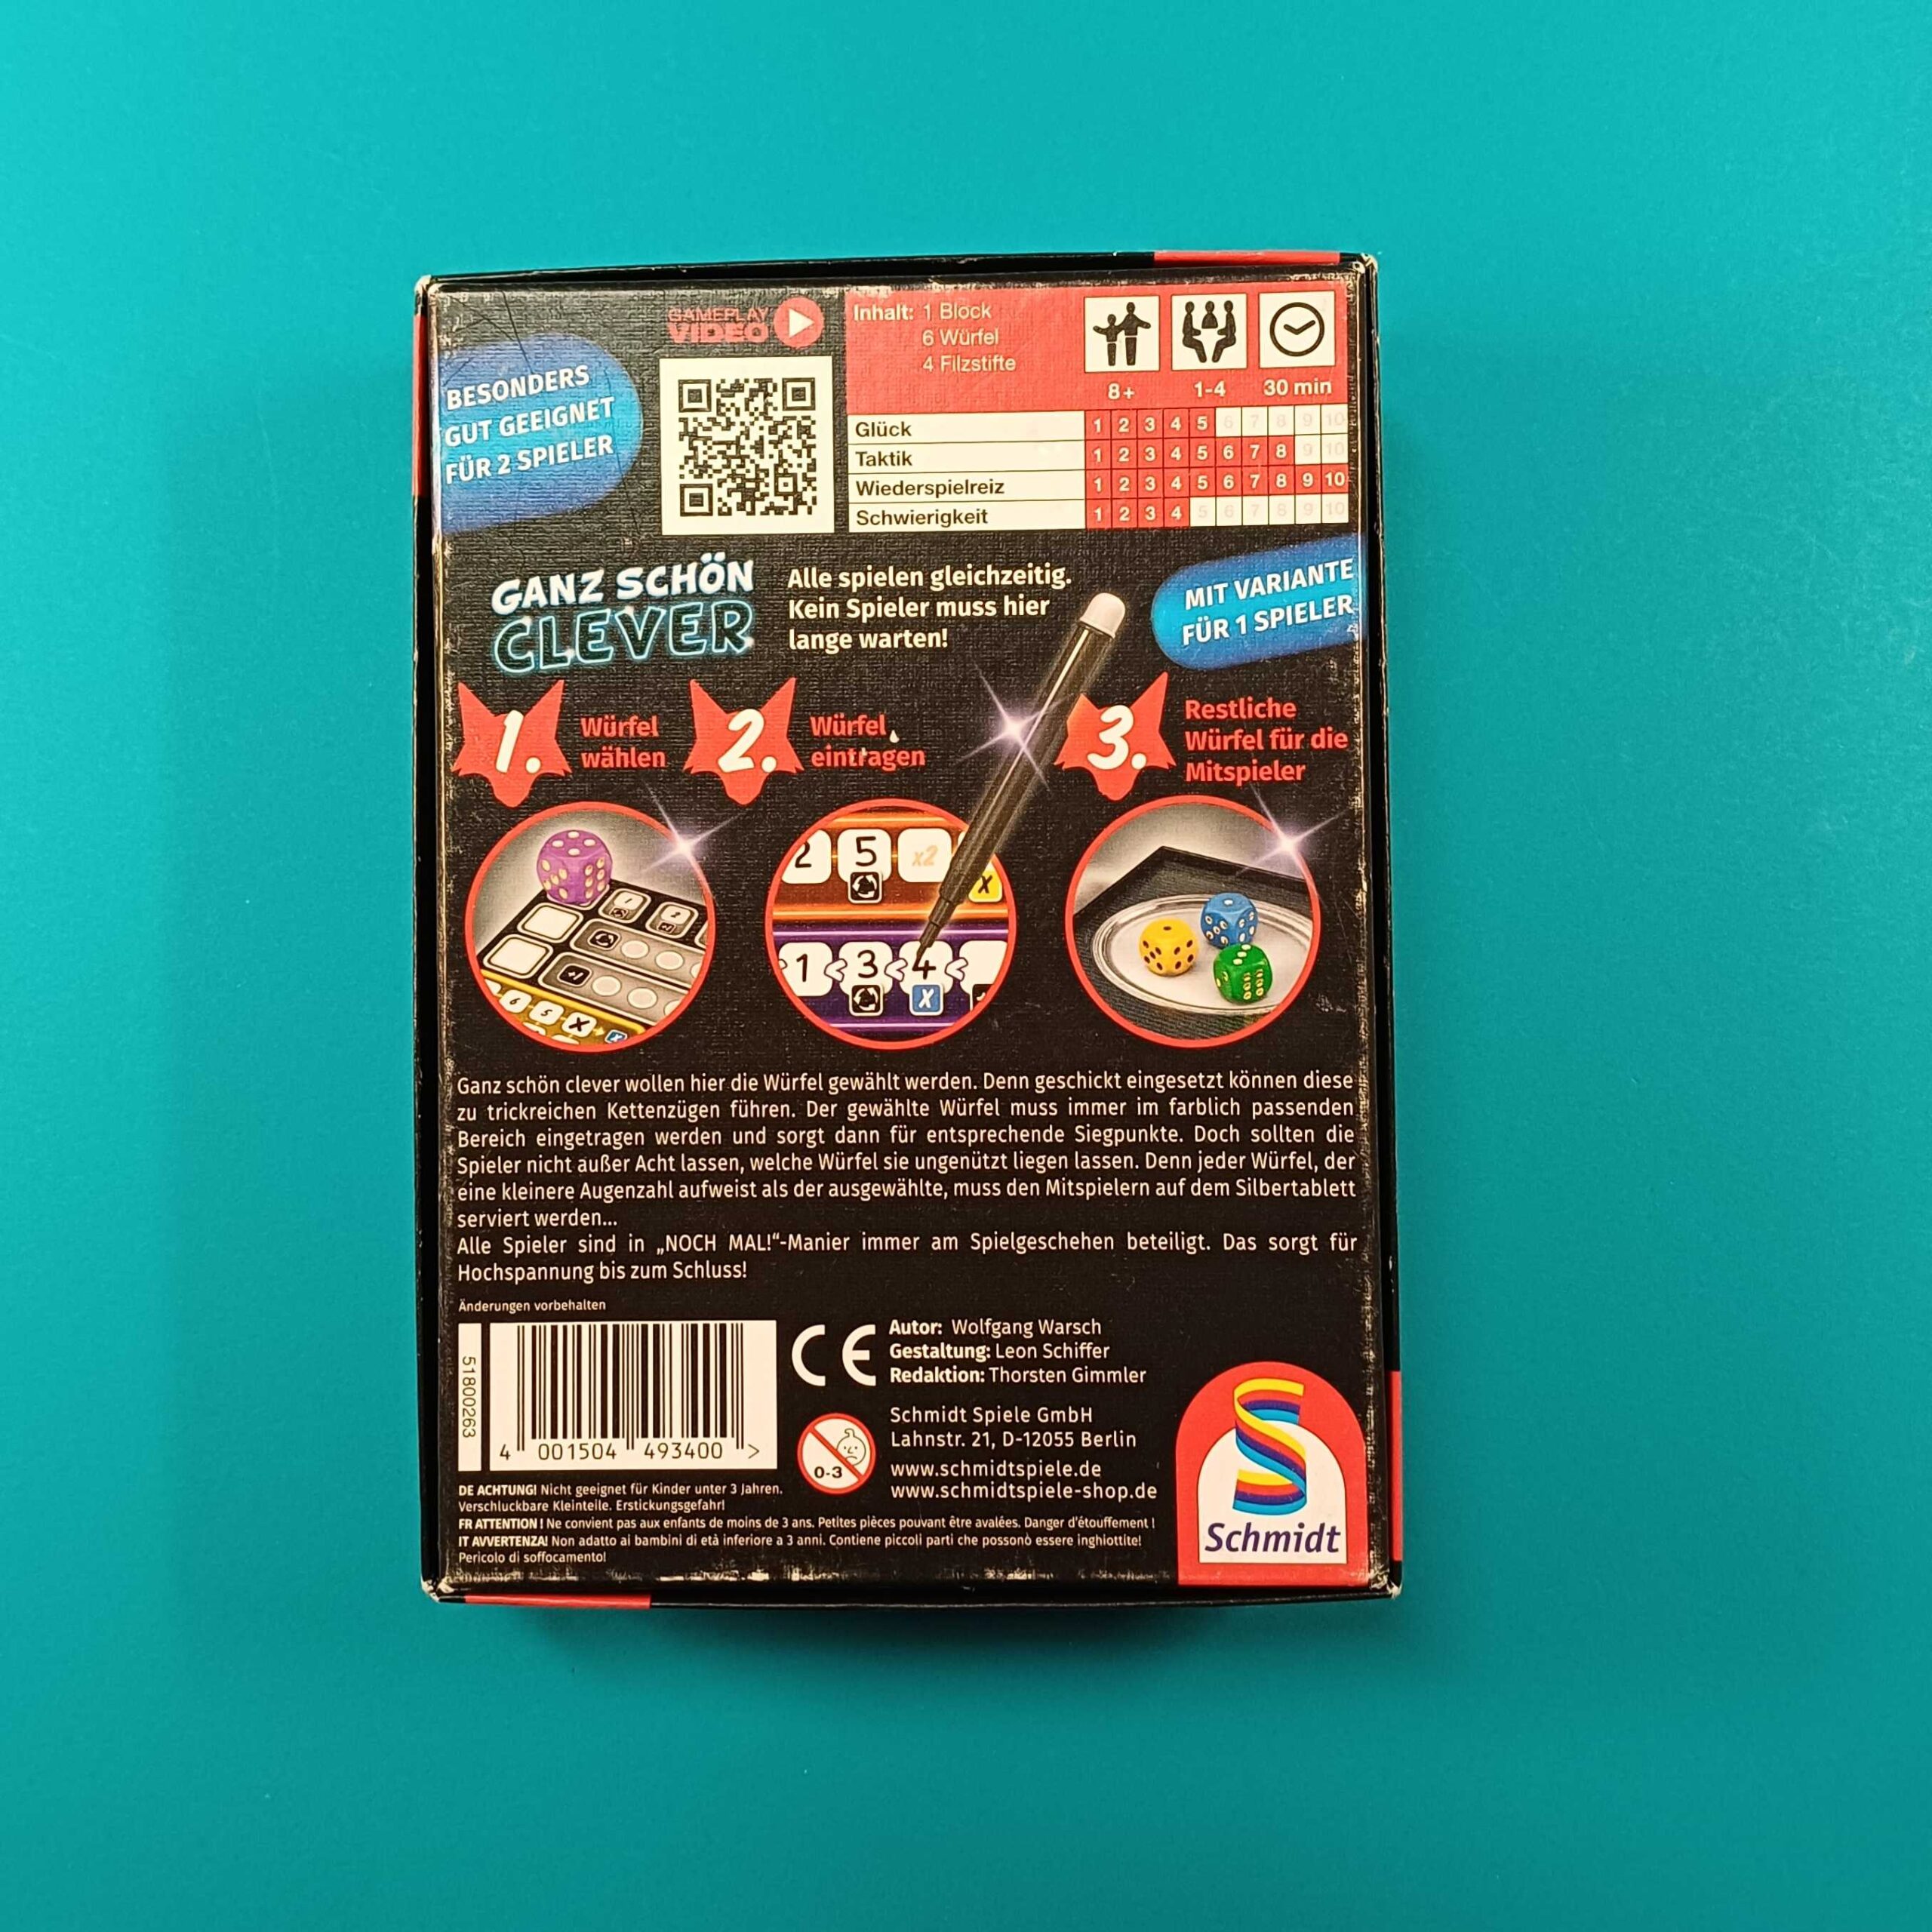 GAMEPLAY
VIDEO
BESONDERS
GUT GEEIGNET
FÜR 2 SPIELER
Inhalt: 1 Block
6 Würfel
4 Filzstifte
8+ 1-4 30 min
Glück 1 2 3 4 5 6 7 8 9 10
Taktik 1 2 3 4 5 6 7 8 9 10
Wiederspielreiz 1 2 3 4 5 6 7 8 9 10
Schwierigkeit 1 2 3 4 5 6 7 8 9 10
GANZ SCHÖN
CLEVER
Alle spielen gleichzeitig.
Kein Spieler muss hier
lange warten!
MIT VARIANTE
FÜR 1 SPIELER
1. Würfel
wählen
2. Würfel
eintragen
3. Restliche
Würfel für die
Mitspieler
1 2
+1
+1
6 5 X X
2 5 x2
X
1 < 3 < 4 <
X
Ganz schön clever wollen hier die Würfel gewählt werden. Denn geschickt eingesetzt können diese
zu trickreichen Kettenzügen führen. Der gewählte Würfel muss immer im farblich passenden
Bereich eingetragen werden und sorgt dann für entsprechende Siegpunkte. Doch sollten die
Spieler nicht außer Acht lassen, welche Würfel sie ungenützt liegen lassen. Denn jeder Würfel, der
eine kleinere Augenzahl aufweist als der ausgewählte, muss den Mitspielern auf dem Silbertablett
serviert werden...
Alle Spieler sind in „NOCH MAL!“-Manier immer am Spielgeschehen beteiligt. Das sorgt für
Hochspannung bis zum Schluss!
Änderungen vorbehalten
51800263
4 001504 493400 >
CE
0-3
Autor: Wolfgang Warsch
Gestaltung: Leon Schiffer
Redaktion: Thorsten Gimmler
Schmidt Spiele GmbH
Lahnstr. 21, D-12055 Berlin
www.schmidtspiele.de
www.schmidtspiele-shop.de
DE ACHTUNG! Nicht geeignet für Kinder unter 3 Jahren.
Verschluckbare Kleinteile. Erstickungsgefahr!
FR ATTENTION ! Ne convient pas aux enfants de moins de 3 ans. Petites pièces pouvant être avalées. Danger d'étouffement !
IT AVVERTENZA! Non adatto ai bambini di età inferiore a 3 anni. Contiene piccoli parti che possono essere inghiottite!
Pericolo di soffocamento!
Schmidt